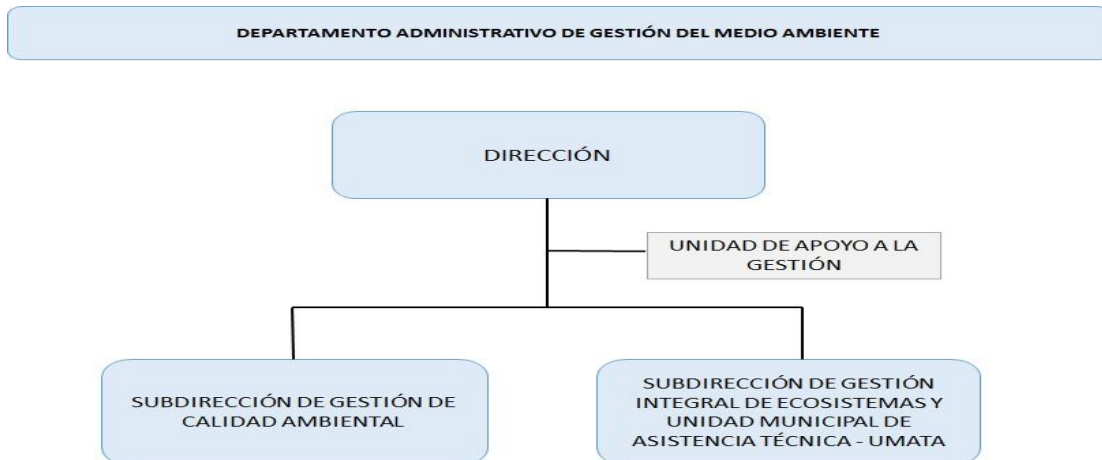 DEPARTAMENTO ADMINISTRATIVO DE GESTIÓN DEL MEDIO AMBIENTE
DIRECCIÓN
UNIDAD DE APOYO A LA
GESTIÓN
SUBDIRECCIÓN DE GESTIÓN DE
CALIDAD AMBIENTAL
SUBDIRECCIÓN DE GESTIÓN
INTEGRAL DE ECOSISTEMAS Y
UNIDAD MUNICIPAL DE
ASISTENCIA TÉCNICA - UMATA